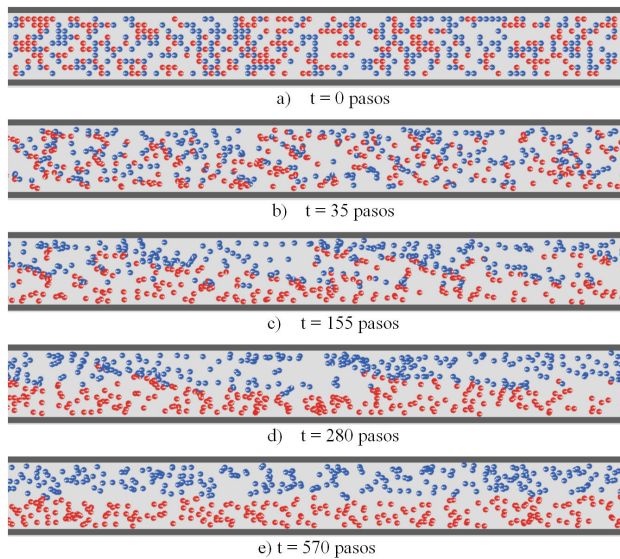 a) t = 0 pasos
b) t = 35 pasos
c) t = 155 pasos
d) t = 280 pasos
e) t = 570 pasos